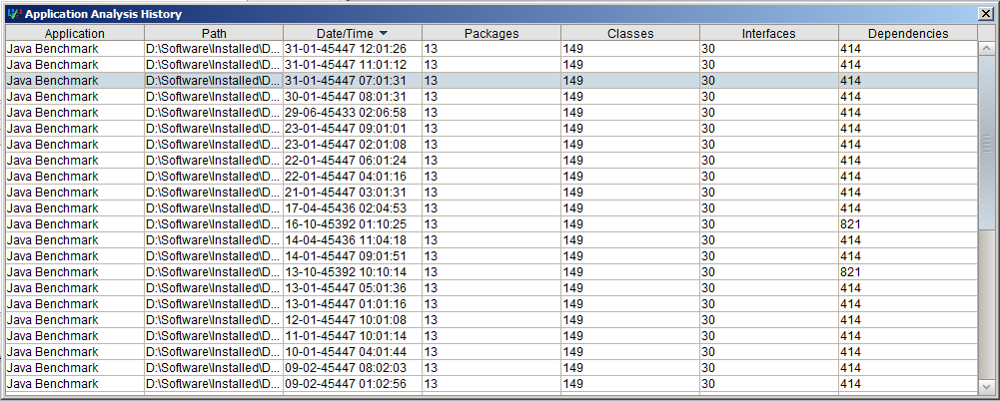 Application Analysis History
Application Path Date/Time Packages Classes Interfaces Dependencies
Java Benchmark D:\Software\Installed\D... 31-01-45447 12:01:26 13 149 30 414
Java Benchmark D:\Software\Installed\D... 31-01-45447 11:01:12 13 149 30 414
Java Benchmark D:\Software\Installed\D... 31-01-45447 07:01:31 13 149 30 414
Java Benchmark D:\Software\Installed\D... 30-01-45447 08:01:31 13 149 30 414
Java Benchmark D:\Software\Installed\D... 29-06-45433 02:06:58 13 149 30 414
Java Benchmark D:\Software\Installed\D... 23-01-45447 09:01:01 13 149 30 414
Java Benchmark D:\Software\Installed\D... 23-01-45447 02:01:08 13 149 30 414
Java Benchmark D:\Software\Installed\D... 22-01-45447 06:01:24 13 149 30 414
Java Benchmark D:\Software\Installed\D... 22-01-45447 04:01:16 13 149 30 414
Java Benchmark D:\Software\Installed\D... 21-01-45447 03:01:31 13 149 30 414
Java Benchmark D:\Software\Installed\D... 17-04-45436 02:04:53 13 149 30 414
Java Benchmark D:\Software\Installed\D... 16-10-45392 01:10:25 13 149 30 821
Java Benchmark D:\Software\Installed\D... 14-04-45436 11:04:18 13 149 30 414
Java Benchmark D:\Software\Installed\D... 14-01-45447 09:01:51 13 149 30 414
Java Benchmark D:\Software\Installed\D... 13-10-45392 10:10:14 13 149 30 821
Java Benchmark D:\Software\Installed\D... 13-01-45447 05:01:36 13 149 30 414
Java Benchmark D:\Software\Installed\D... 13-01-45447 01:01:16 13 149 30 414
Java Benchmark D:\Software\Installed\D... 12-01-45447 10:01:08 13 149 30 414
Java Benchmark D:\Software\Installed\D... 11-01-45447 10:01:14 13 149 30 414
Java Benchmark D:\Software\Installed\D... 10-01-45447 04:01:44 13 149 30 414
Java Benchmark D:\Software\Installed\D... 09-02-45447 08:02:03 13 149 30 414
Java Benchmark D:\Software\Installed\D... 09-02-45447 01:02:56 13 149 30 414